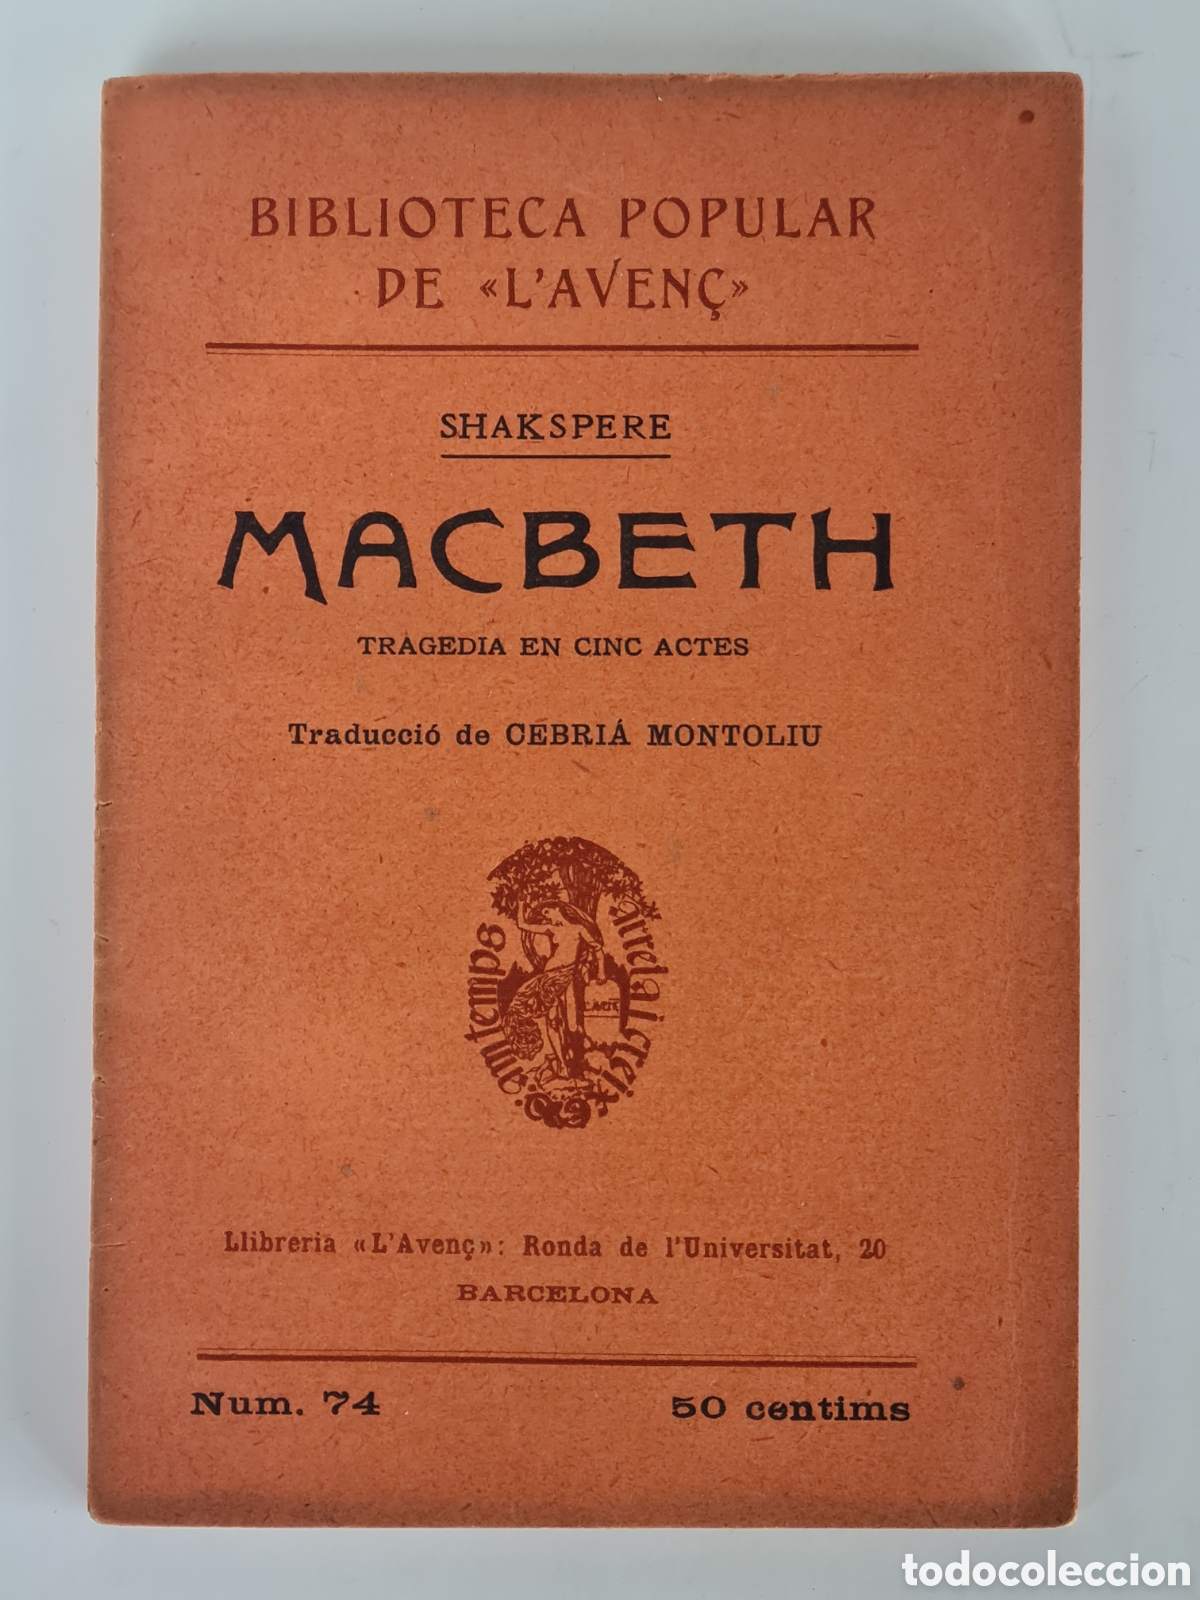 BIBLIOTECA POPULAR
DE «L'AVENÇ»
SHAKSPERE
MACBETH
TRAGEDIA EN CINC ACTES
Traducció de CEBRIÁ MONTOLIU
Llibreria «L'Avenç»: Ronda de l'Universitat, 20
BARCELONA
Num. 74
50 centims
todocoleccion